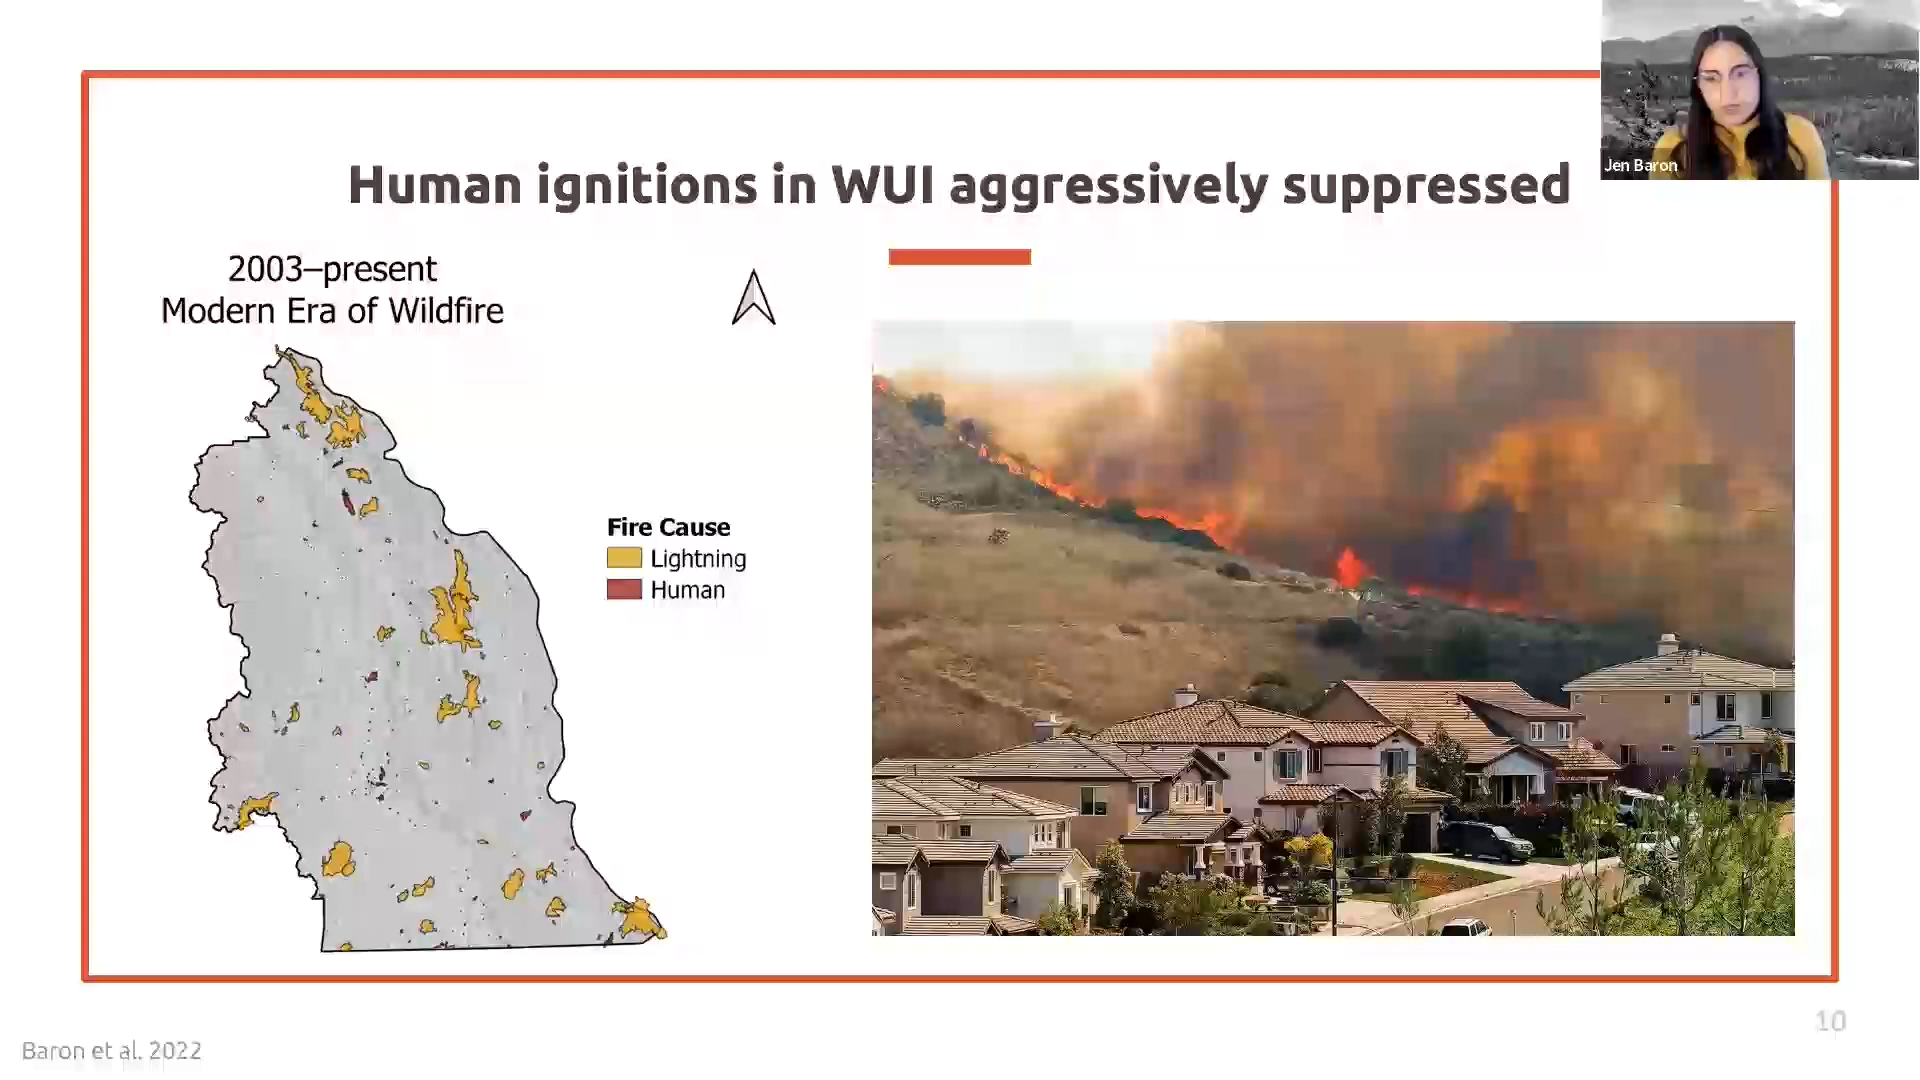 Jen Baron
Human ignitions in WUI aggressively suppressed
2003–present
Modern Era of Wildfire
Fire Cause
Lightning
Human
10
Baron et al. 2022